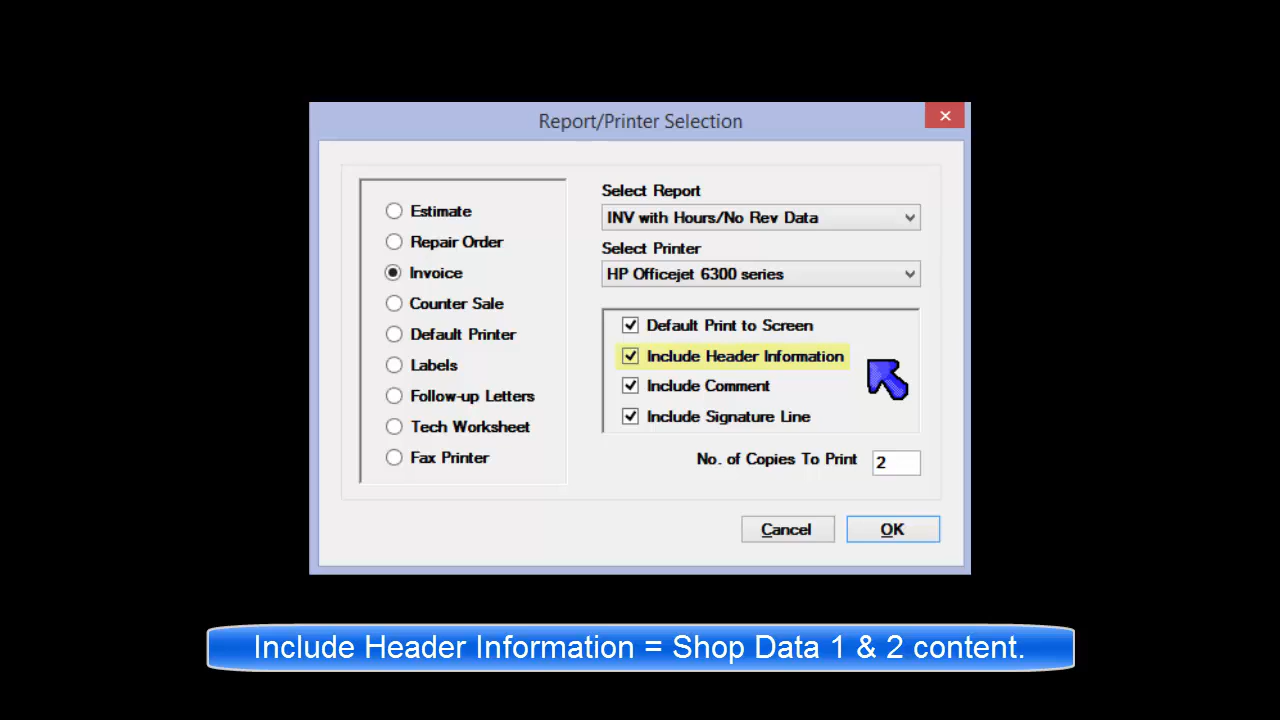 Report/Printer Selection
Estimate
Repair Order
Invoice
Counter Sale
Default Printer
Labels
Follow-up Letters
Tech Worksheet
Fax Printer
Select Report
INV with Hours/No Rev Data
Select Printer
HP Officejet 6300 series
Default Print to Screen
Include Header Information
Include Comment
Include Signature Line
No. of Copies To Print 2
Cancel OK
Include Header Information = Shop Data 1 & 2 content.